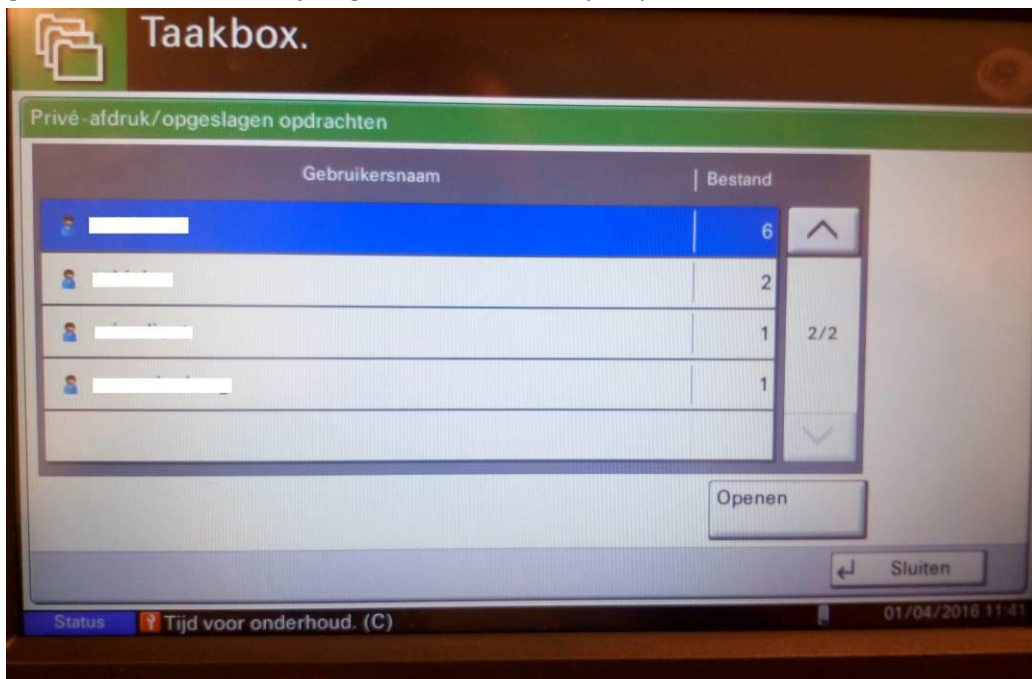 Taakbox.
Privé-afdruk/opgeslagen opdrachten
Gebruikersnaam Bestand
6
2
1 2/2
1
Openen
Sluiten
Status Tijd voor onderhoud. (C) 01/04/2016 11:41